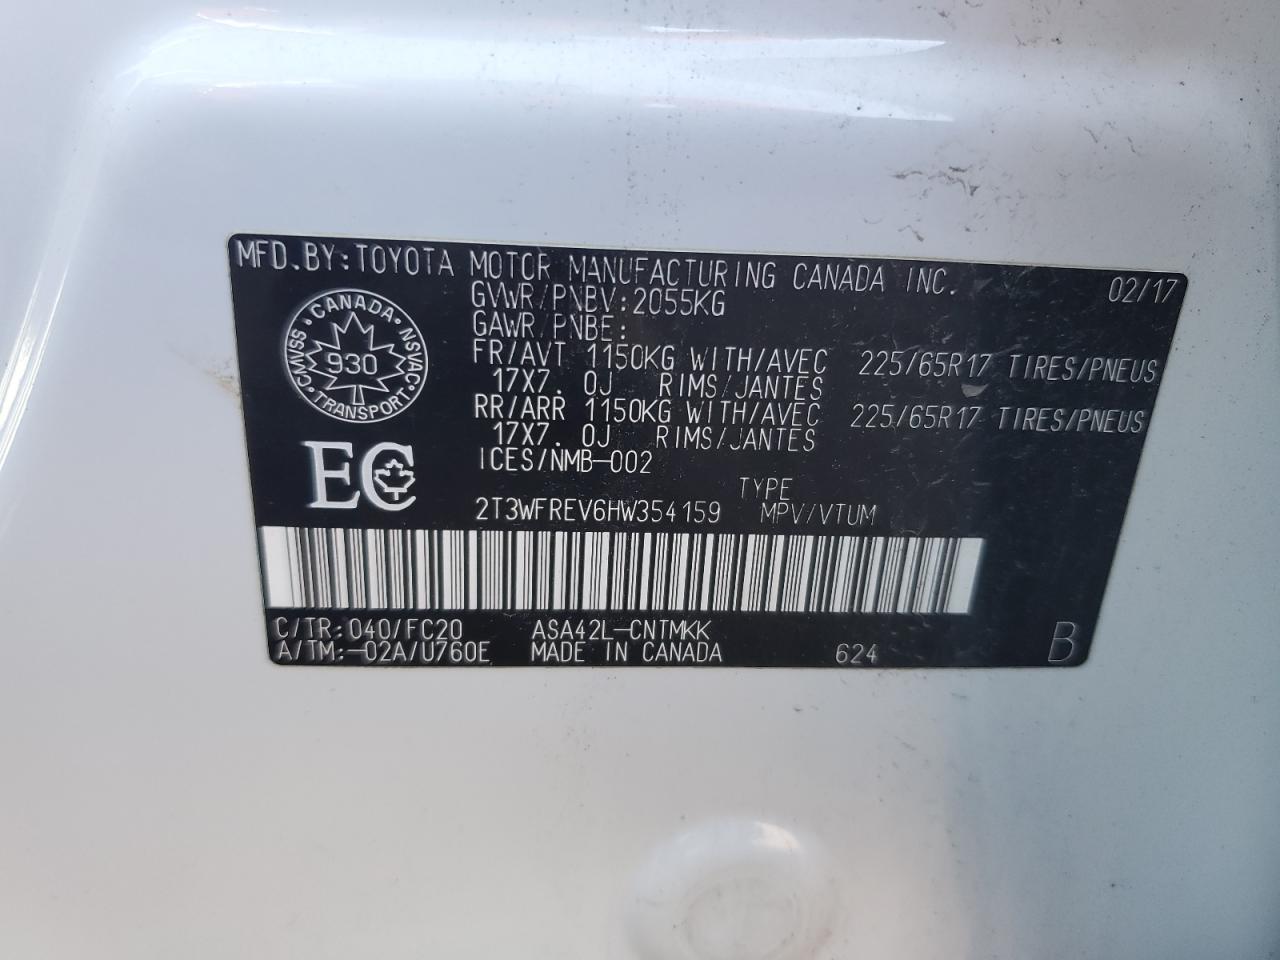 MFD.BY:TOYOTA MOTOR MANUFACTURING CANADA INC. 02/17
GVWR/PNBV:2055KG
GAWR/PNBE:
FR/AVT 1150KG WITH/AVEC 225/65R17 TIRES/PNEUS
17X7.0J RIMS/JANTES
RR/ARR 1150KG WITH/AVEC 225/65R17 TIRES/PNEUS
17X7.0J RIMS/JANTES
ICES/NMB-002
CANADA
CMVSS 930 NSVAC
TRANSPORT
EC
TYPE
2T3WFREV6HW354159 MPV/VTUM
C/TR:040/FC20 ASA42L-CNTMKK
A/TM:-02A/U760E MADE IN CANADA 624 B